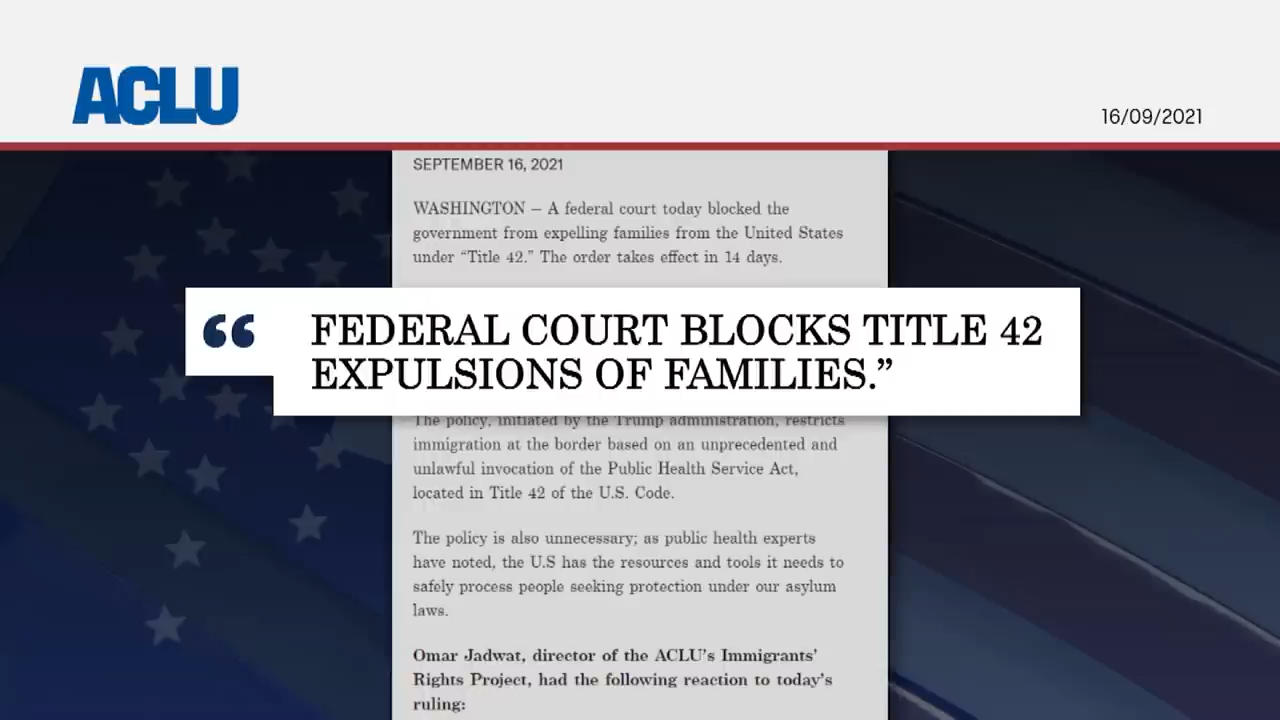 ACLU
16/09/2021
SEPTEMBER 16, 2021
WASHINGTON – A federal court today blocked the
government from expelling families from the United States
under “Title 42.” The order takes effect in 14 days.
“ FEDERAL COURT BLOCKS TITLE 42
EXPULSIONS OF FAMILIES.”
The policy, initiated by the Trump administration, restricts
immigration at the border based on an unprecedented and
unlawful invocation of the Public Health Service Act,
located in Title 42 of the U.S. Code.
The policy is also unnecessary; as public health experts
have noted, the U.S has the resources and tools it needs to
safely process people seeking protection under our asylum
laws.
Omar Jadwat, director of the ACLU’s Immigrants’
Rights Project, had the following reaction to today’s
ruling: